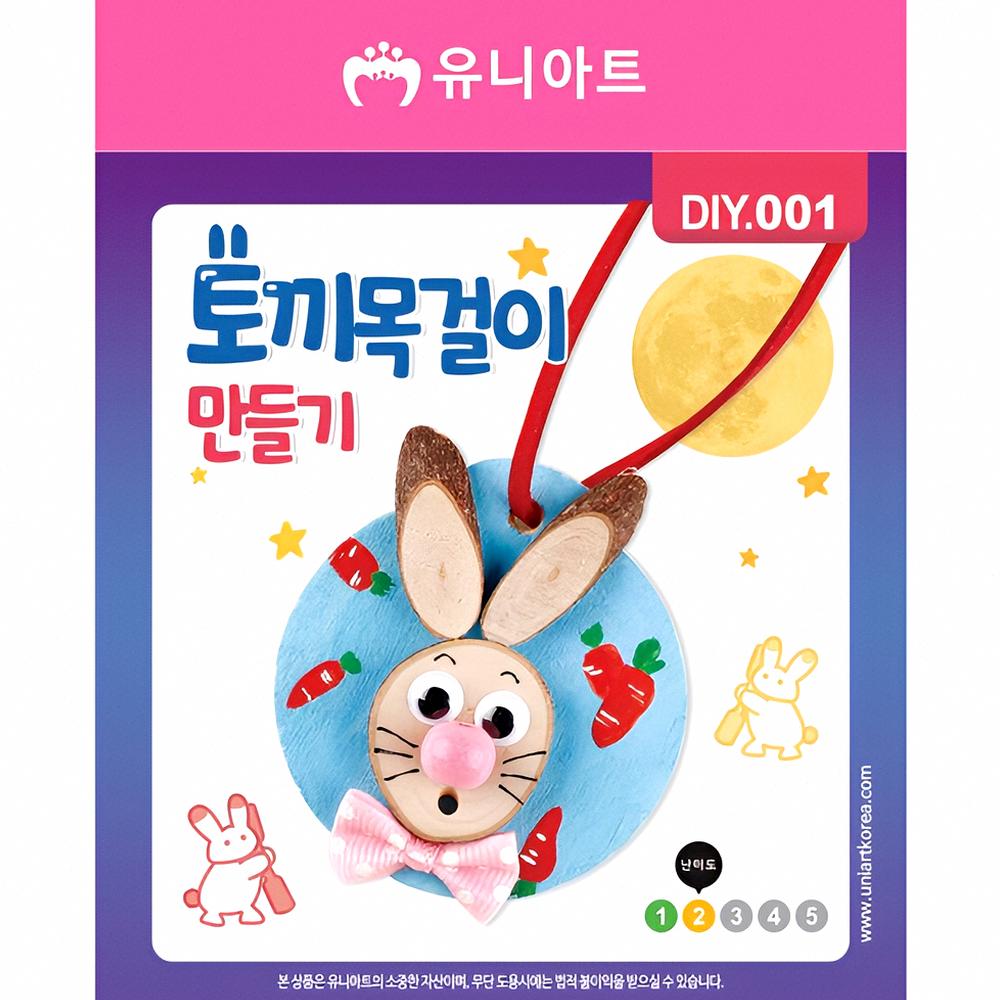 유니아트
DIY.001
토끼목걸이
만들기
난이도
1 2 3 4 5
www.uniartkorea.com
본 상품은 유니아트의 소중한 자산이며, 무단 도용시에는 법적 불이익을 받으실 수 있습니다.